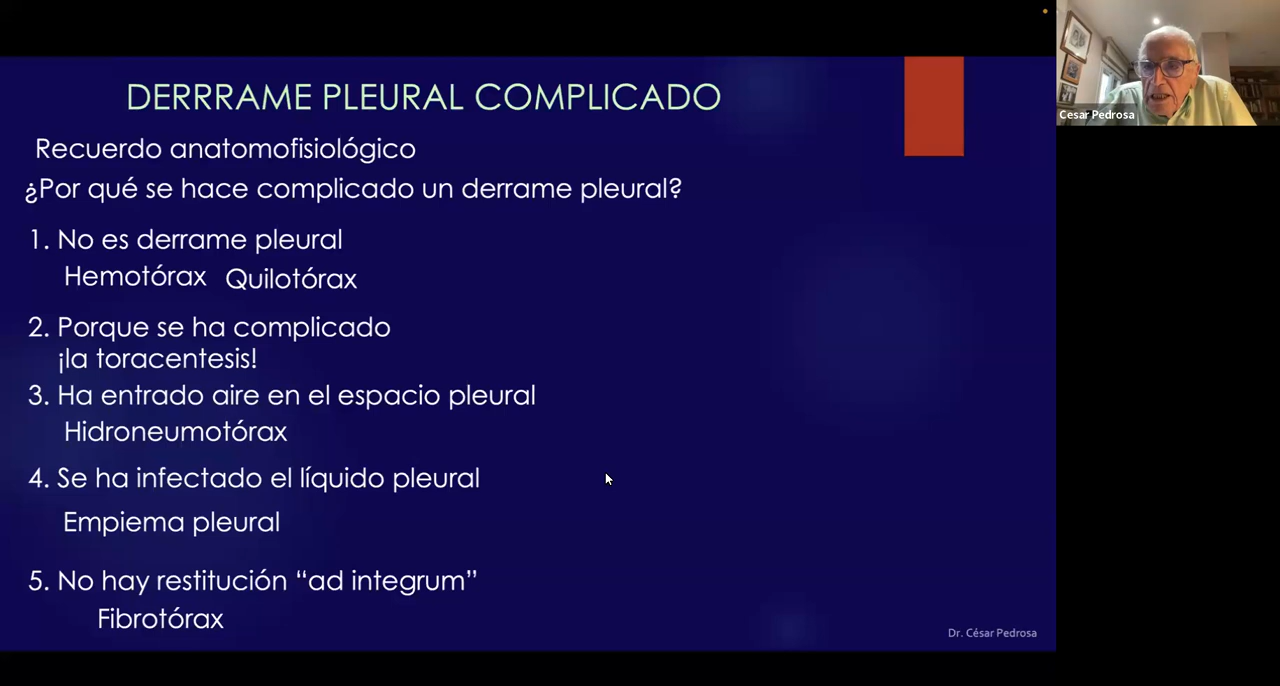 DERRRAME PLEURAL COMPLICADO
Recuerdo anatomofisiológico
¿Por qué se hace complicado un derrame pleural?
1. No es derrame pleural
Hemotórax Quilotórax
2. Porque se ha complicado
¡la toracentesis!
3. Ha entrado aire en el espacio pleural
Hidroneumotórax
4. Se ha infectado el líquido pleural
Empiema pleural
5. No hay restitución “ad integrum”
Fibrotórax
Dr. César Pedrosa
Cesar Pedrosa